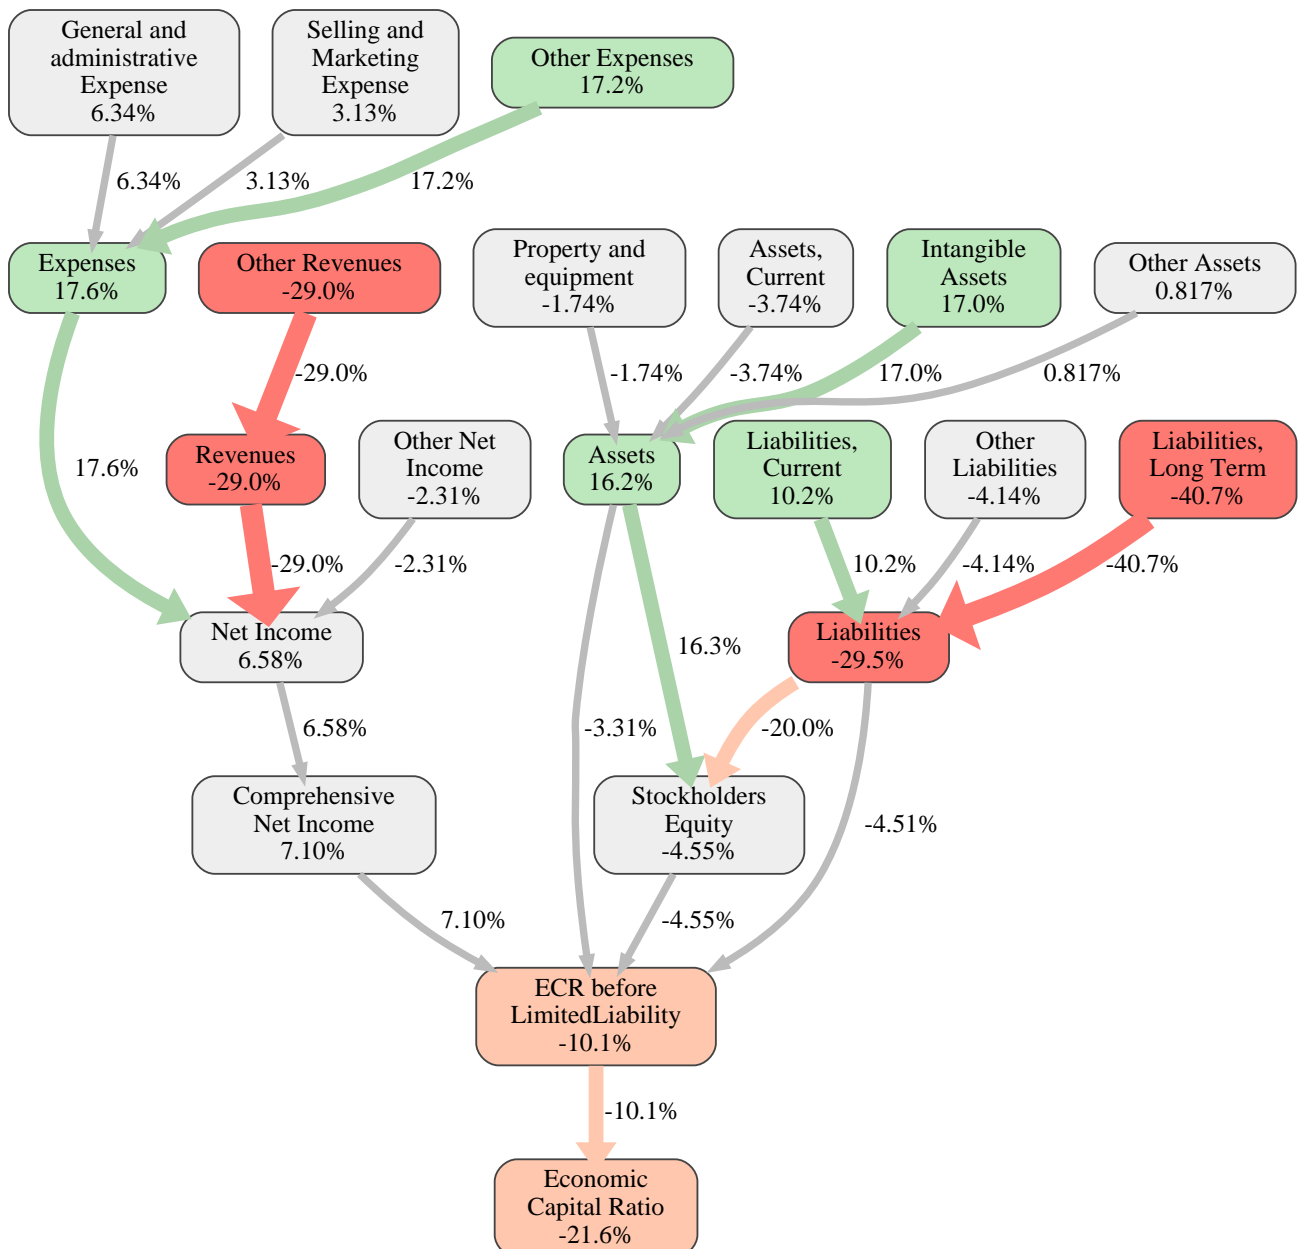 General and
administrative
Expense
6.34%
Selling and
Marketing
Expense
3.13%
Other Expenses
17.2%
6.34%
3.13%
17.2%
Expenses
17.6%
Other Revenues
-29.0%
Property and
equipment
-1.74%
Assets,
Current
-3.74%
Intangible
Assets
17.0%
Other Assets
0.817%
-29.0%
-1.74%
-3.74%
17.0%
0.817%
17.6%
Revenues
-29.0%
Other Net
Income
-2.31%
Assets
16.2%
Liabilities,
Current
10.2%
Other
Liabilities
-4.14%
Liabilities,
Long Term
-40.7%
-29.0%
-2.31%
10.2%
-4.14%
-40.7%
Net Income
6.58%
16.3%
Liabilities
-29.5%
6.58%
-3.31%
-20.0%
Comprehensive
Net Income
7.10%
Stockholders
Equity
-4.55%
-4.51%
7.10%
-4.55%
ECR before
LimitedLiability
-10.1%
-10.1%
Economic
Capital Ratio
-21.6%